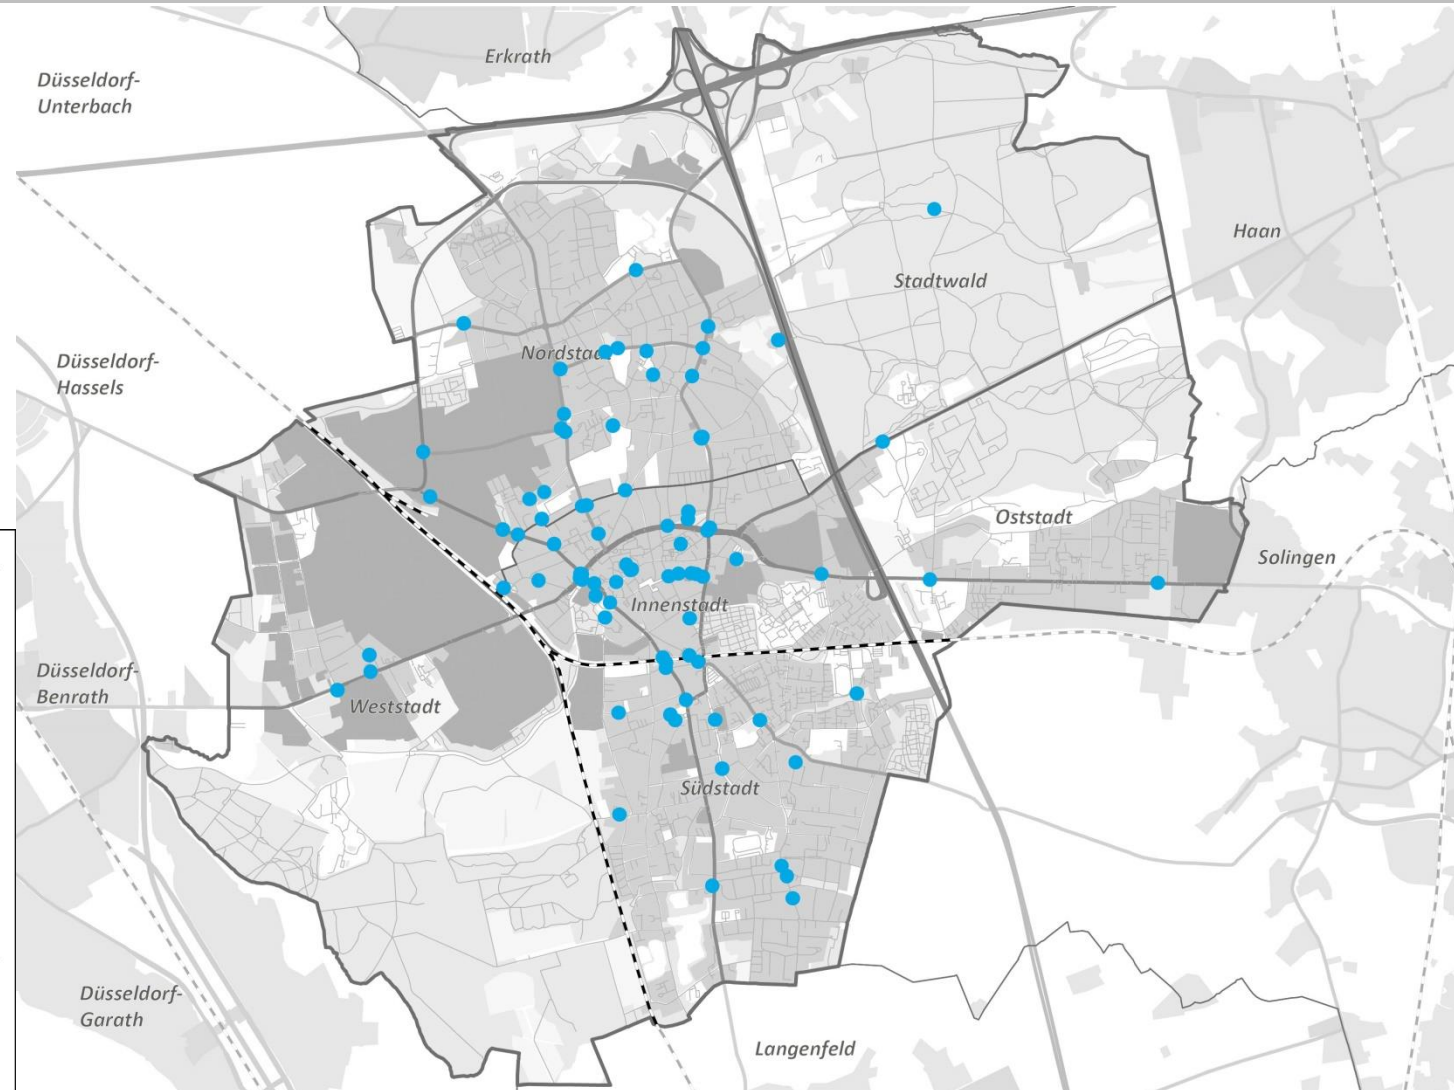 Erkrath
Düsseldorf-
Unterbach
Haan
Stadtwald
Nordstadt
Düsseldorf-
Hassels
Oststadt
Solingen
Innenstadt
Düsseldorf-
Benrath
Weststadt
Südstadt
Düsseldorf-
Garath
Langenfeld